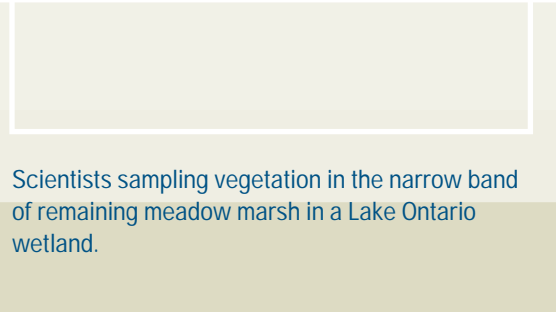 Scientists sampling vegetation in the narrow band
of remaining meadow marsh in a Lake Ontario
wetland.